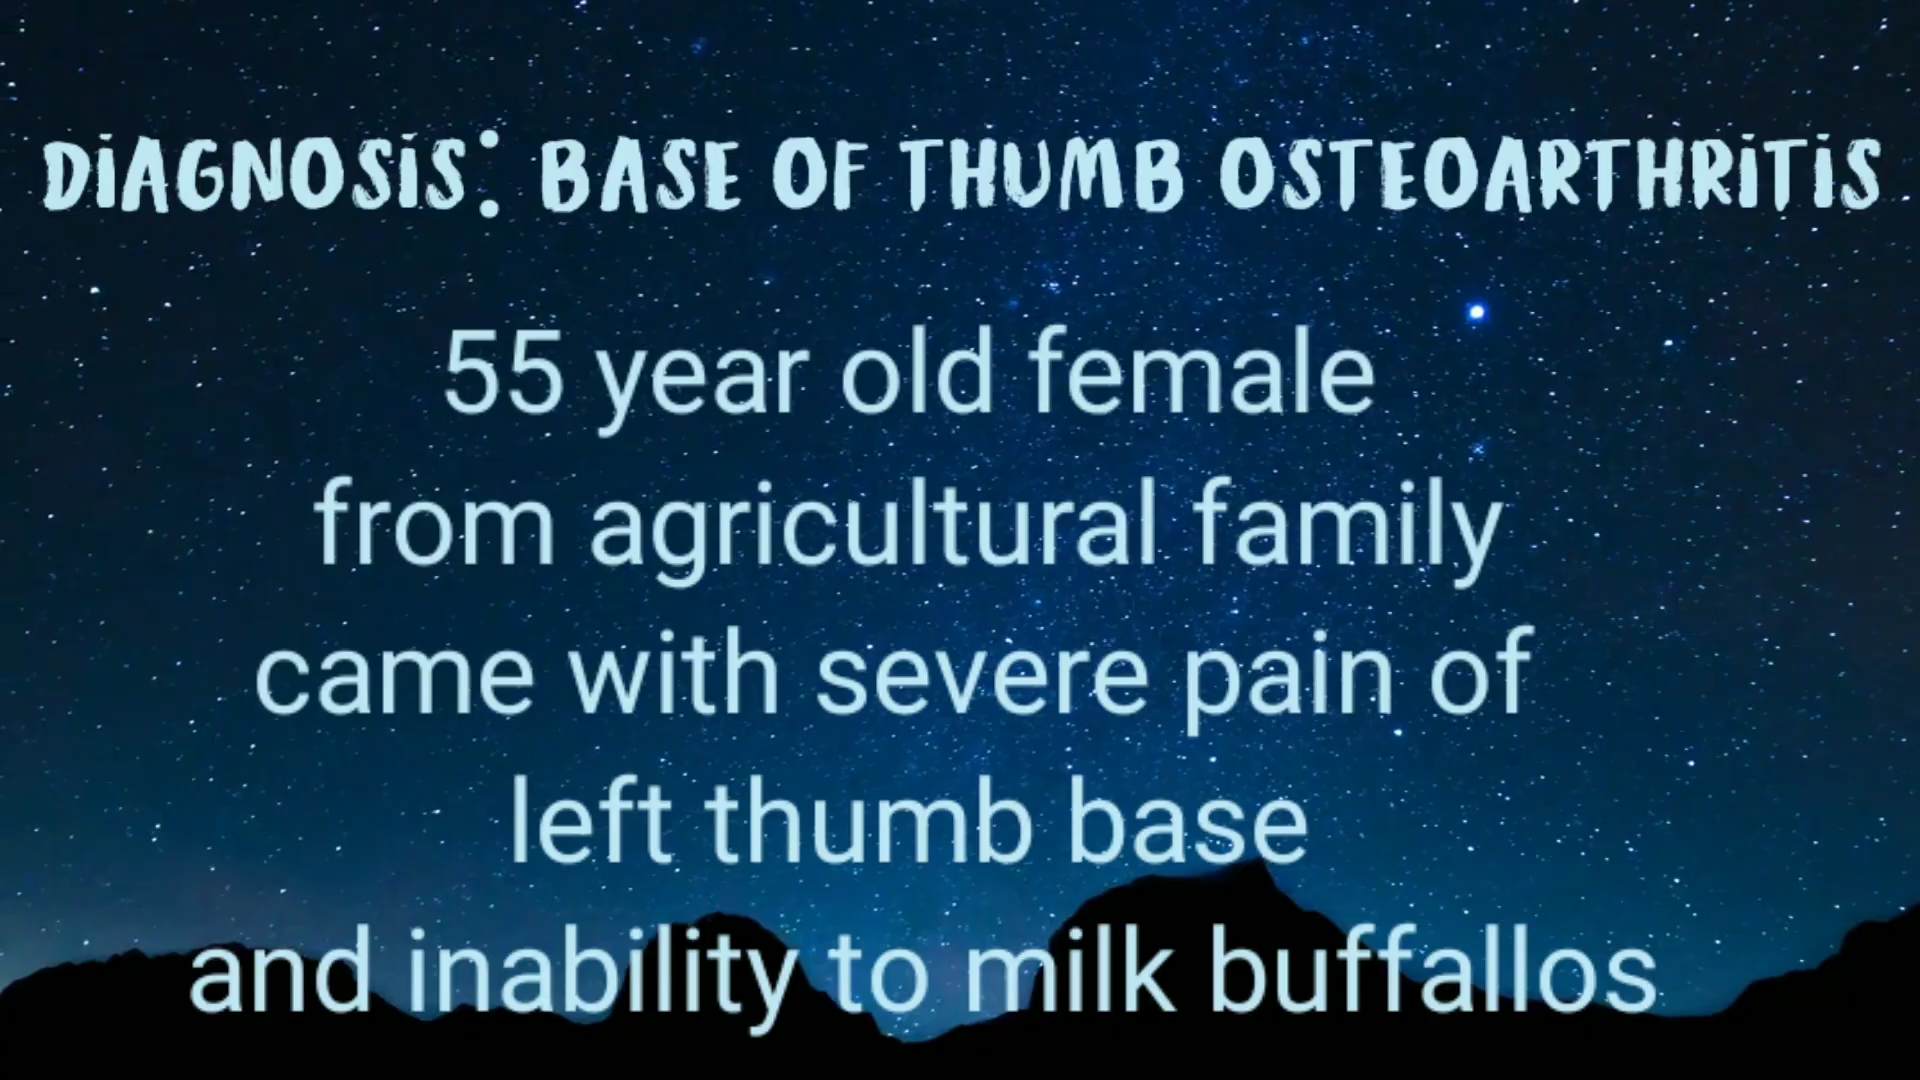 DiAGNOSiS: BASE OF THUMB OSTEOARTHRiTiS
55 year old female
from agricultural family
came with severe pain of
left thumb base
and inability to milk buffallos